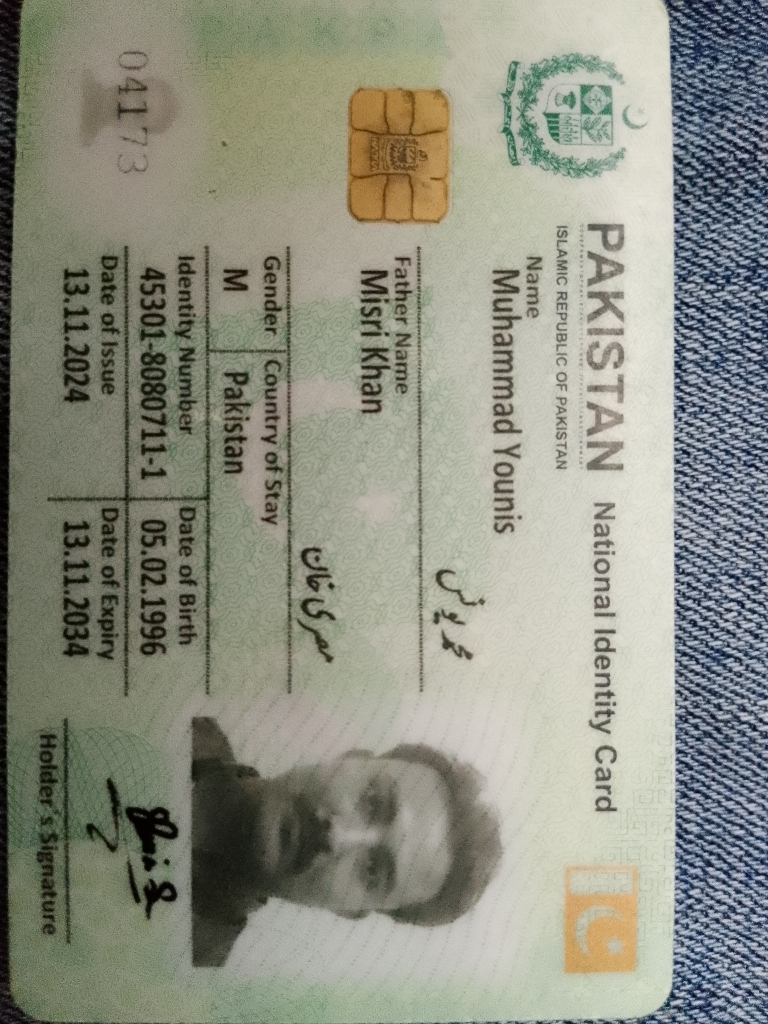 PAKISTAN National Identity Card
ISLAMIC REPUBLIC OF PAKISTAN
Name
Muhammad Younis
محمد یونس
Father Name
Misri Khan
مصری خان
Gender Country of Stay
M Pakistan
Identity Number Date of Birth
45301-8080711-1 05.02.1996
Date of Issue Date of Expiry
13.11.2024 13.11.2034
Holder's Signature
04173